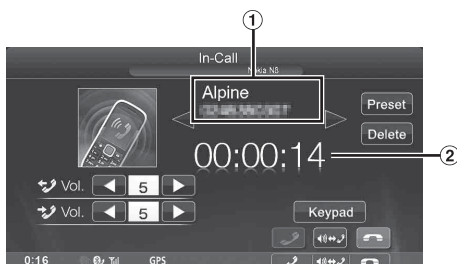 1
In-Call
Nokia N8
Alpine
Preset
Delete
00:00:14
2
Vol. 5
Vol. 5
Keypad
0:16 GPS